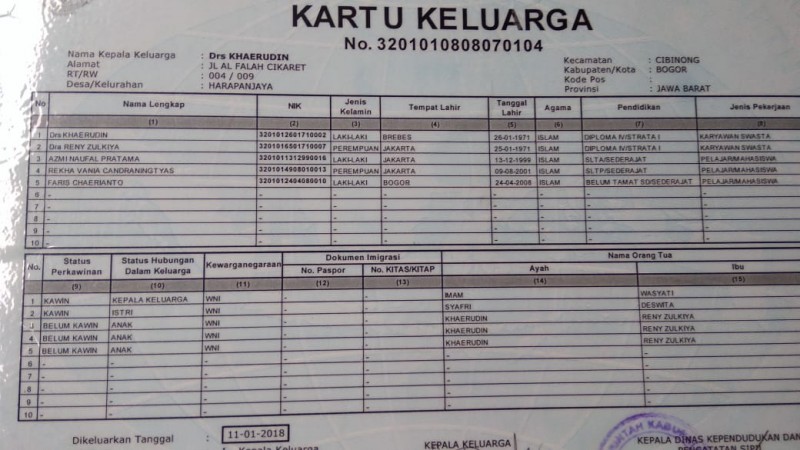 KARTU KELUARGA
No. 3201010808070104
Nama Kepala Keluarga : Drs KHAERUDIN
Alamat : JL AL FALAH CIKARET
RT/RW : 004 / 009
Desa/Kelurahan : HARAPANJAYA
Kecamatan : CIBINONG
Kabupaten/Kota : BOGOR
Kode Pos :
Provinsi : JAWA BARAT
No Nama Lengkap NIK Jenis Kelamin Tempat Lahir Tanggal Lahir Agama Pendidikan Jenis Pekerjaan
(1) (2) (3) (4) (5) (6) (7) (8)
1 Drs KHAERUDIN 3201012601710002 LAKI-LAKI BREBES 26-01-1971 ISLAM DIPLOMA IV/STRATA I KARYAWAN SWASTA
2 Dra RENY ZULKIYA 3201016501710007 PEREMPUAN JAKARTA 25-01-1971 ISLAM DIPLOMA IV/STRATA I KARYAWAN SWASTA
3 AZMI NAUFAL PRATAMA 3201011312990016 LAKI-LAKI JAKARTA 13-12-1999 ISLAM SLTA/SEDERAJAT PELAJAR/MAHASISWA
4 REKHA VANIA CANDRANINGTYAS 3201014908010013 PEREMPUAN JAKARTA 09-08-2001 ISLAM SLTP/SEDERAJAT PELAJAR/MAHASISWA
5 FARIS CHAERIANTO 3201012404080010 LAKI-LAKI BOGOR 24-04-2008 ISLAM BELUM TAMAT SD/SEDERAJAT PELAJAR/MAHASISWA
6 - - - - - - - -
7 - - - - - - - -
8 - - - - - - - -
9 - - - - - - - -
10 - - - - - - - -
No. Status Perkawinan Status Hubungan Dalam Keluarga Kewarganegaraan Dokumen Imigrasi Nama Orang Tua
No. Paspor No. KITAS/KITAP Ayah Ibu
(9) (10) (11) (12) (13) (14) (15)
1 KAWIN KEPALA KELUARGA WNI - - IMAM WASYATI
2 KAWIN ISTRI WNI - - SYAFRI DESWITA
3 BELUM KAWIN ANAK WNI - - KHAERUDIN RENY ZULKIYA
4 BELUM KAWIN ANAK WNI - - KHAERUDIN RENY ZULKIYA
5 BELUM KAWIN ANAK WNI - - KHAERUDIN RENY ZULKIYA
6 - - - - - - -
7 - - - - - - -
8 - - - - - - -
9 - - - - - - -
10 - - - - - - -
Dikeluarkan Tanggal : 11-01-2018
KEPALA KELUARGA
KEPALA DINAS KEPENDUDUKAN DAN